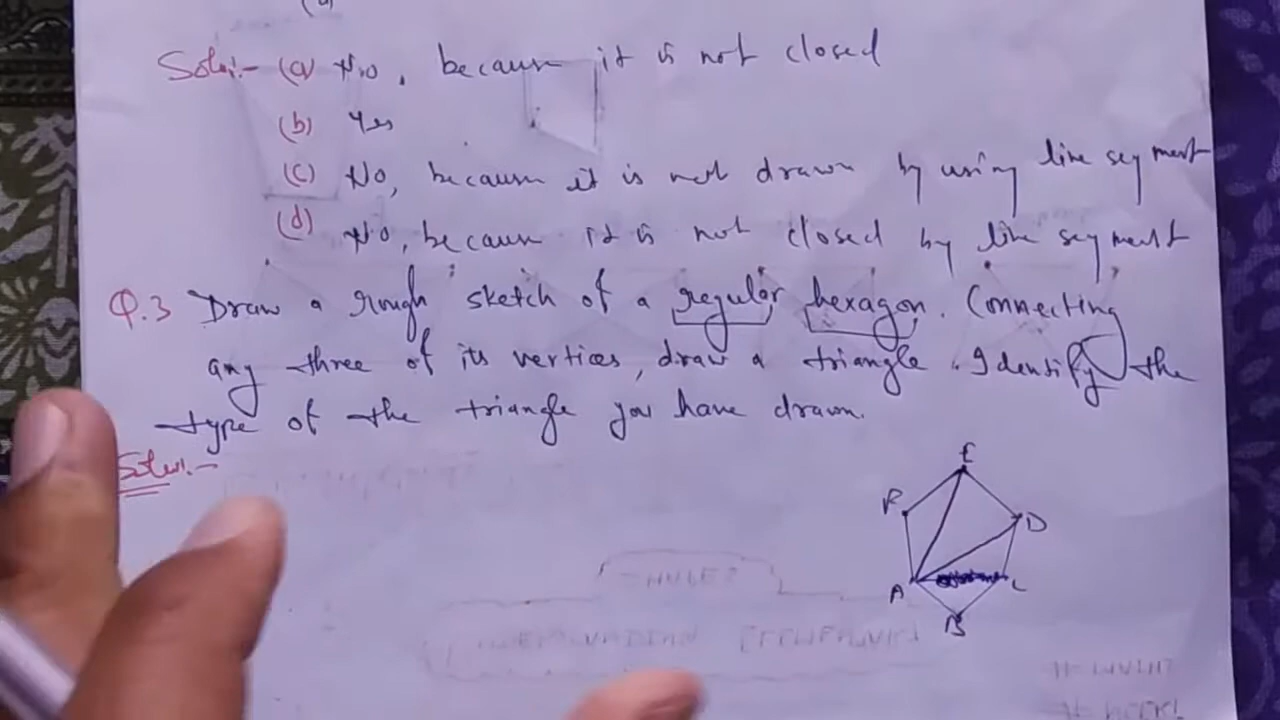 Soln:- (a) No, because it is not closed
(b) Yes
(c) No, because it is not drawn by using line segment
(d) No, because it is not closed by line segment
Q.3 Draw a rough sketch of a regular hexagon. Connecting
any three of its vertices, draw a triangle. Identify the
type of the triangle you have drawn.
Soln:-
E
F
D
A
C
B